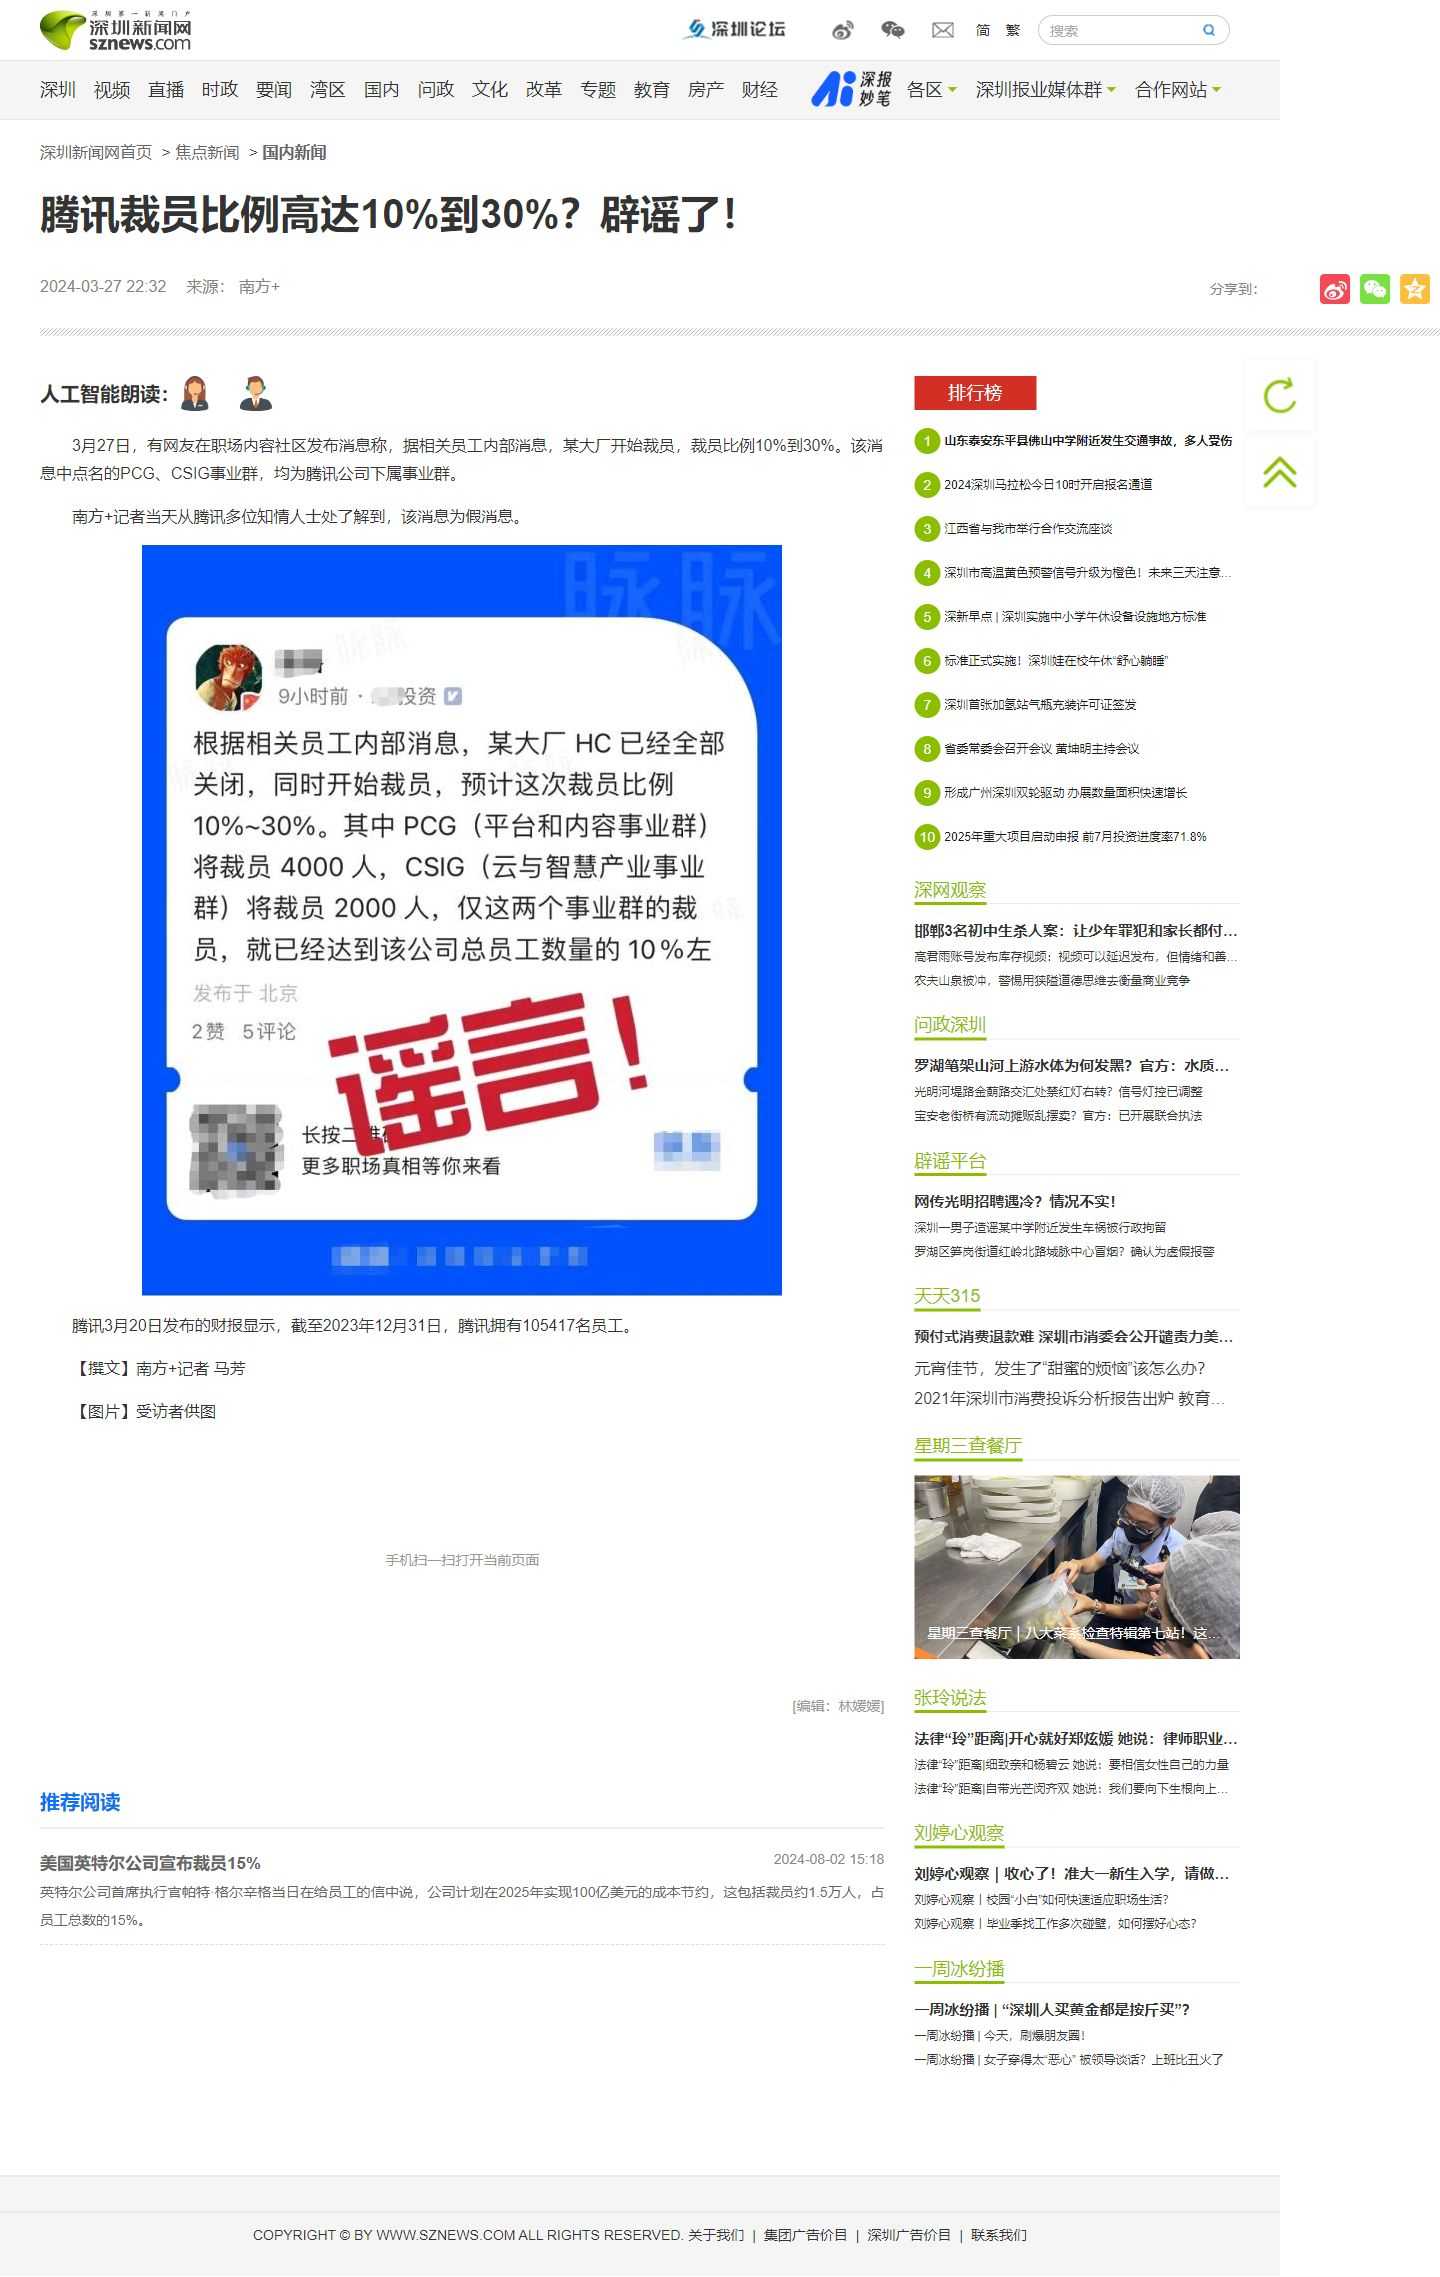 深圳第一新闻门户
深圳新闻网
sznews.com
深圳论坛
简 繁
搜索
深圳 视频 直播 时政 要闻 湾区 国内 问政 文化 改革 专题 教育 房产 财经 Ai 深报妙笔 各区 深圳报业媒体群 合作网站
深圳新闻网首页 > 焦点新闻 > 国内新闻
腾讯裁员比例高达10%到30%？辟谣了！
2024-03-27 22:32 来源： 南方+
分享到：
人工智能朗读：
3月27日，有网友在职场内容社区发布消息称，据相关员工内部消息，某大厂开始裁员，裁员比例10%到30%。该消
息中点名的PCG、CSIG事业群，均为腾讯公司下属事业群。
南方+记者当天从腾讯多位知情人士处了解到，该消息为假消息。
脉脉
9小时前 · 投资
根据相关员工内部消息，某大厂 HC 已经全部
关闭，同时开始裁员，预计这次裁员比例
10%~30%。其中 PCG（平台和内容事业群）
将裁员 4000 人，CSIG（云与智慧产业事业
群）将裁员 2000 人，仅这两个事业群的裁
员，就已经达到该公司总员工数量的 10%左
发布于 北京
2赞 5评论
谣言！
长按二维码
更多职场真相等你来看
腾讯3月20日发布的财报显示，截至2023年12月31日，腾讯拥有105417名员工。
【撰文】南方+记者 马芳
【图片】受访者供图
手机扫一扫打开当前页面
[编辑：林媛媛]
推荐阅读
美国英特尔公司宣布裁员15%
2024-08-02 15:18
英特尔公司首席执行官帕特·格尔辛格当日在给员工的信中说，公司计划在2025年实现100亿美元的成本节约，这包括裁员约1.5万人，占
员工总数的15%。
排行榜
1 山东泰安东平县佛山中学附近发生交通事故，多人受伤
2 2024深圳马拉松今日10时开启报名通道
3 江西省与我市举行合作交流座谈
4 深圳市高温黄色预警信号升级为橙色！未来三天注意...
5 深新早点 | 深圳实施中小学午休设备设施地方标准
6 标准正式实施！深圳娃在校午休“舒心躺睡”
7 深圳首张加氢站气瓶充装许可证签发
8 省委常委会召开会议 黄坤明主持会议
9 形成广州深圳双轮驱动 办展数量面积快速增长
10 2025年重大项目启动申报 前7月投资进度率71.8%
深网观察
邯郸3名初中生杀人案：让少年罪犯和家长都付...
高君雨账号发布库存视频：视频可以延迟发布，但情绪和善...
农夫山泉被冲，警惕用狭隘道德思维去衡量商业竞争
问政深圳
罗湖笔架山河上游水体为何发黑？官方：水质...
光明河堤路金荫路交汇处禁红灯右转？信号灯控已调整
宝安老街桥有流动摊贩乱摆卖？官方：已开展联合执法
辟谣平台
网传光明招聘遇冷？情况不实！
深圳一男子造谣某中学附近发生车祸被行政拘留
罗湖区笋岗街道红岭北路域脉中心冒烟？确认为虚假报警
天天315
预付式消费退款难 深圳市消委会公开谴责力美...
元宵佳节，发生了“甜蜜的烦恼”该怎么办？
2021年深圳市消费投诉分析报告出炉 教育...
星期三查餐厅
星期三查餐厅 | 八大菜系检查特辑第七站！这...
张玲说法
法律“玲”距离|开心就好郑炫媛 她说：律师职业...
法律“玲”距离|细致亲和杨碧云 她说：要相信女性自己的力量
法律“玲”距离|自带光芒闵齐双 她说：我们要向下生根向上...
刘婷心观察
刘婷心观察｜收心了！准大一新生入学，请做...
刘婷心观察丨校园“小白”如何快速适应职场生活？
刘婷心观察丨毕业季找工作多次碰壁，如何摆好心态？
一周冰纷播
一周冰纷播 | “深圳人买黄金都是按斤买”？
一周冰纷播 | 今天，刷爆朋友圈！
一周冰纷播 | 女子穿得太“恶心” 被领导谈话？上班比丑火了
COPYRIGHT © BY WWW.SZNEWS.COM ALL RIGHTS RESERVED. 关于我们 | 集团广告价目 | 深圳广告价目 | 联系我们